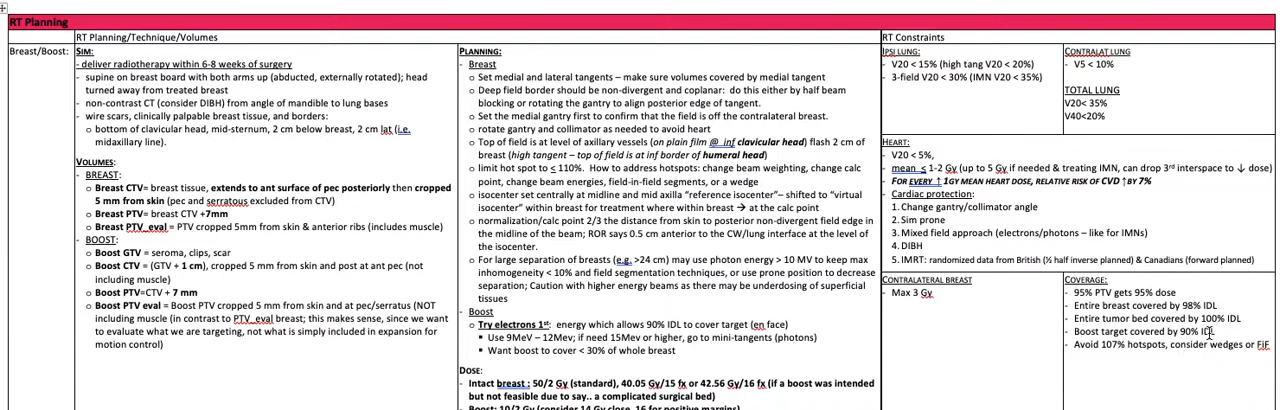 RT Planning
RT Planning/Technique/Volumes
RT Constraints
Breast/Boost:
SIM:
- deliver radiotherapy within 6-8 weeks of surgery
- supine on breast board with both arms up (abducted, externally rotated); head
turned away from treated breast
- non-contrast CT (consider DIBH) from angle of mandible to lung bases
- wire scars, clinically palpable breast tissue, and borders:
o bottom of clavicular head, mid-sternum, 2 cm below breast, 2 cm lat (i.e.
midaxillary line).
VOLUMES:
- BREAST:
o Breast CTV= breast tissue, extends to ant surface of pec posteriorly then cropped
5 mm from skin (pec and serratous excluded from CTV)
o Breast PTV= breast CTV +7mm
o Breast PTV_eval = PTV cropped 5mm from skin & anterior ribs (includes muscle)
- BOOST:
o Boost GTV = seroma, clips, scar
o Boost CTV = (GTV + 1 cm), cropped 5 mm from skin and post at ant pec (not
including muscle)
o Boost PTV=CTV + 7 mm
o Boost PTV eval = Boost PTV cropped 5 mm from skin and at pec/serratus (NOT
including muscle (in contrast to PTV_eval breast; this makes sense, since we want
to evaluate what we are targeting, not what is simply included in expansion for
motion control)
PLANNING:
- Breast
o Set medial and lateral tangents – make sure volumes covered by medial tangent
o Deep field border should be non-divergent and coplanar: do this either by half beam
blocking or rotating the gantry to align posterior edge of tangent.
o Set the medial gantry first to confirm that the field is off the contralateral breast.
o rotate gantry and collimator as needed to avoid heart
o Top of field is at level of axillary vessels (on plain film @ inf clavicular head) flash 2 cm of
breast (high tangent – top of field is at inf border of humeral head)
o limit hot spot to ≤ 110%. How to address hotspots: change beam weighting, change calc
point, change beam energies, field-in-field segments, or a wedge
o isocenter set centrally at midline and mid axilla “reference isocenter”– shifted to “virtual
isocenter” within breast for treatment where within breast → at the calc point
o normalization/calc point 2/3 the distance from skin to posterior non-divergent field edge in
the midline of the beam; ROR says 0.5 cm anterior to the CW/lung interface at the level of
the isocenter.
o For large separation of breasts (e.g. >24 cm) may use photon energy > 10 MV to keep max
inhomogeneity < 10% and field segmentation techniques, or use prone position to decrease
separation; Caution with higher energy beams as there may be underdosing of superficial
tissues
- Boost
o Try electrons 1st: energy which allows 90% IDL to cover target (en face)
▪ Use 9MeV – 12Mev; if need 15Mev or higher, go to mini-tangents (photons)
▪ Want boost to cover < 30% of whole breast
DOSE:
- Intact breast : 50/2 Gy (standard), 40.05 Gy/15 fx or 42.56 Gy/16 fx (if a boost was intended
but not feasible due to say.. a complicated surgical bed)
- Boost: 10/2 Gy (consider 14 Gy close, 16 for positive margins)
IPSI LUNG:
- V20 < 15% (high tang V20 < 20%)
- 3-field V20 < 30% (IMN V20 < 35%)
CONTRALAT LUNG
- V5 < 10%
TOTAL LUNG
V20< 35%
V40<20%
HEART:
- V20 < 5%,
- mean ≤ 1-2 Gy (up to 5 Gy if needed & treating IMN, can drop 3rd interspace to ↓ dose)
- FOR EVERY ↑ 1GY MEAN HEART DOSE, RELATIVE RISK OF CVD ↑ BY 7%
- Cardiac protection:
1. Change gantry/collimator angle
2. Sim prone
3. Mixed field approach (electrons/photons – like for IMNs)
4. DIBH
5. IMRT: randomized data from British (½ half inverse planned) & Canadians (forward planned)
CONTRALATERAL BREAST
- Max 3 Gy
COVERAGE:
- 95% PTV gets 95% dose
- Entire breast covered by 98% IDL
- Entire tumor bed covered by 100% IDL
- Boost target covered by 90% IDL
- Avoid 107% hotspots, consider wedges or FiF